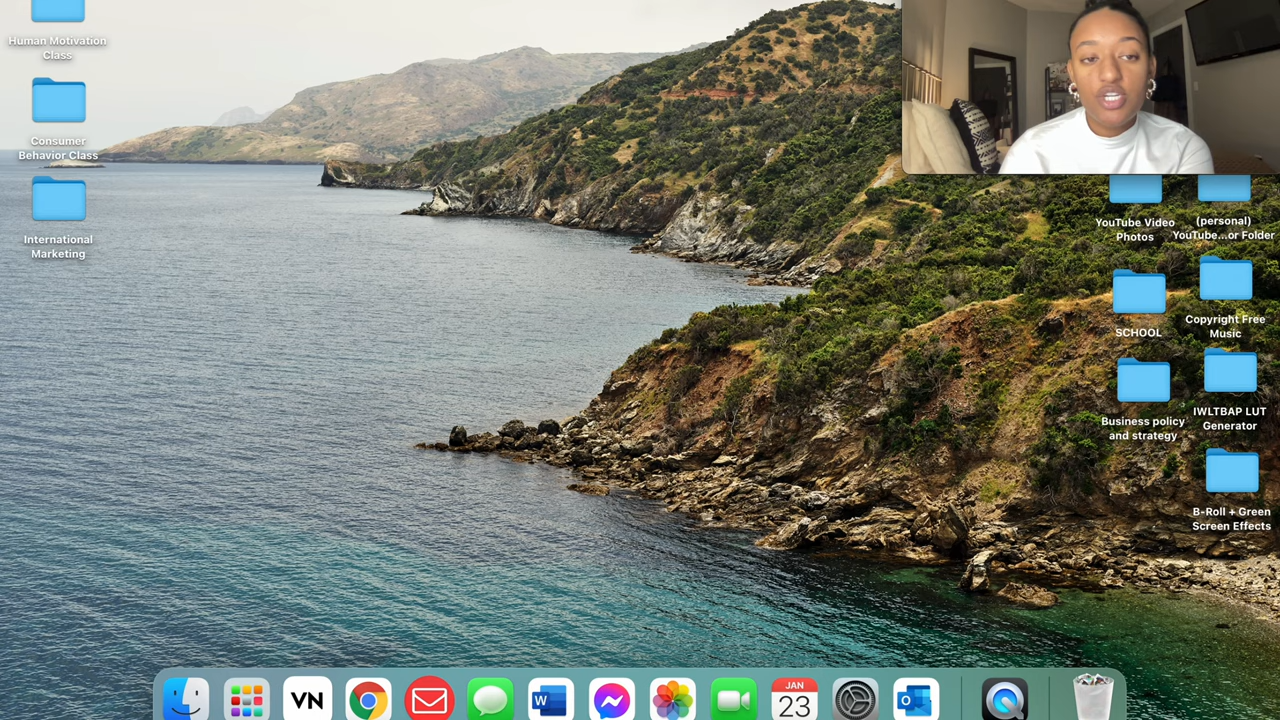 Human Motivation
Class
Consumer
Behavior Class
International
Marketing
YouTube Video
Photos
(personal)
YouTube...or Folder
SCHOOL
Copyright Free
Music
Business policy
and strategy
IWLTBAP LUT
Generator
B-Roll + Green
Screen Effects
VN
W
JAN
23
O